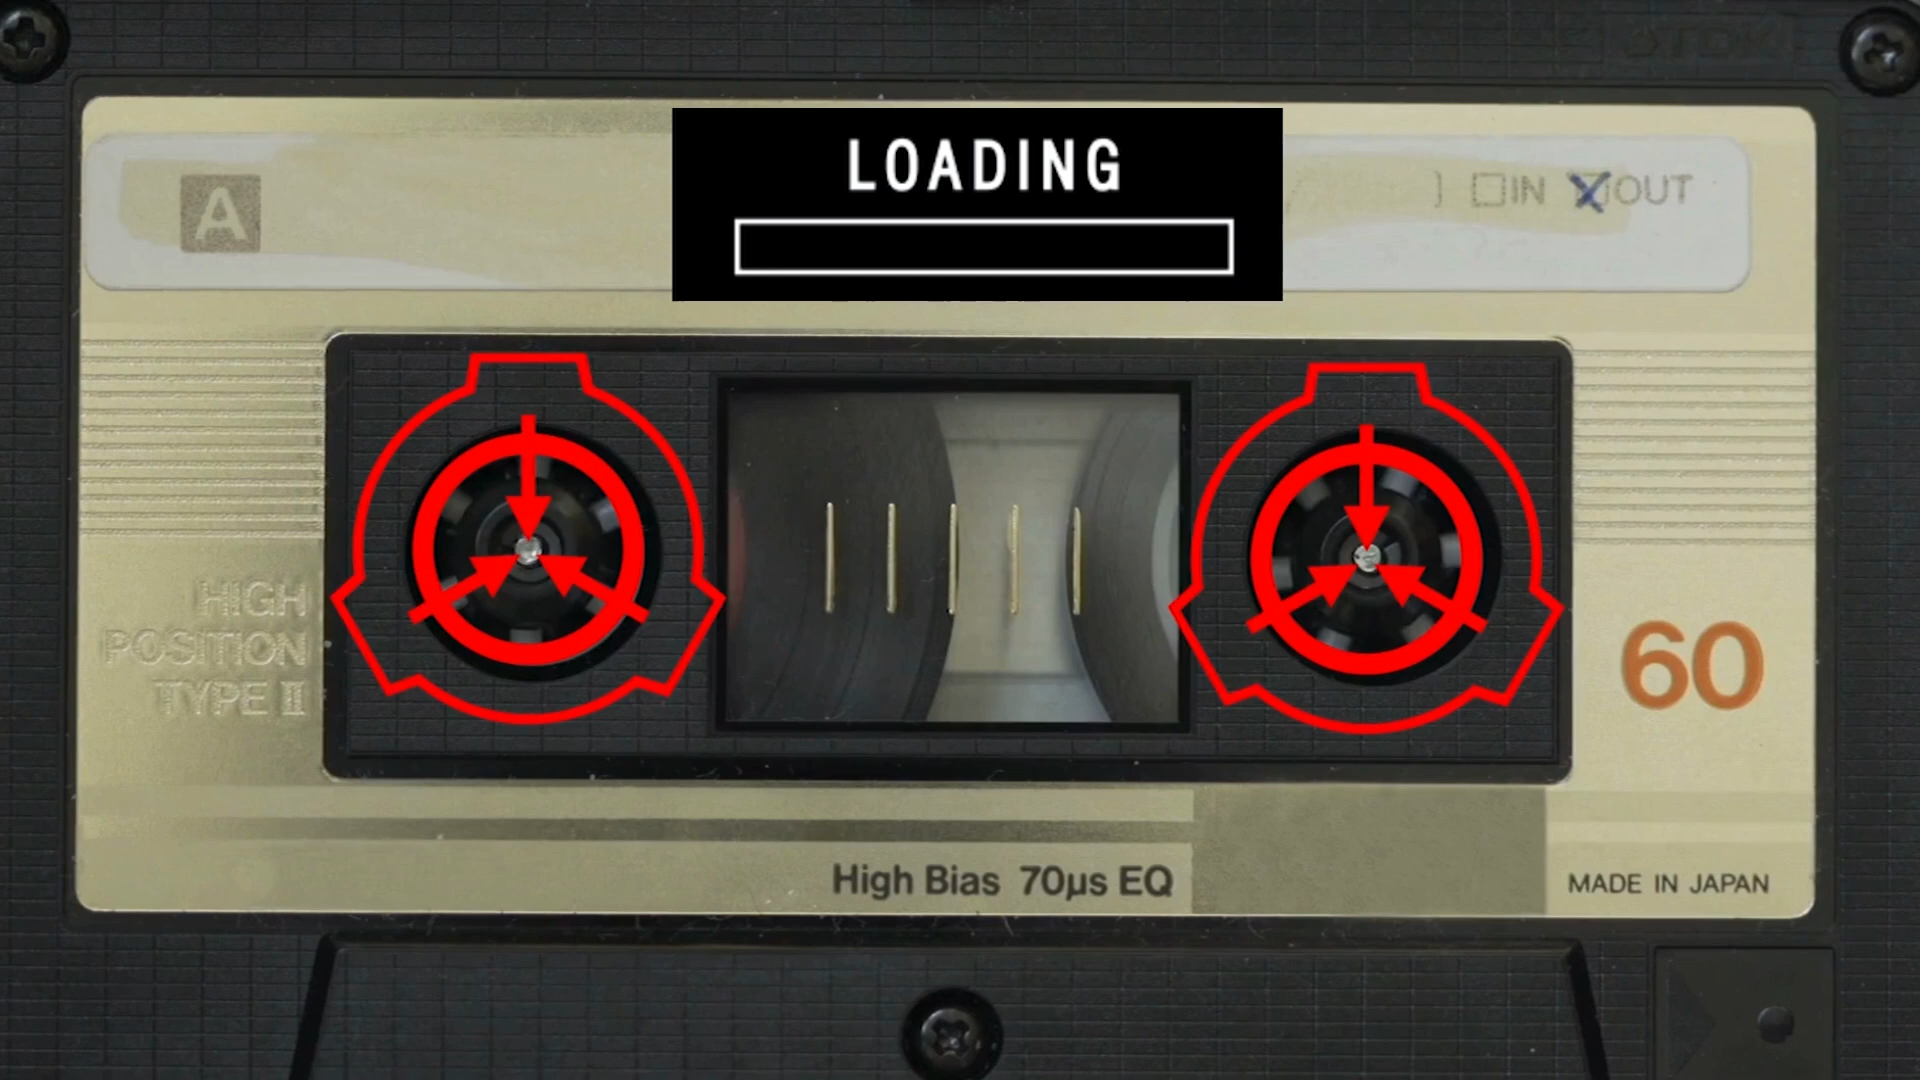 LOADING
A
IN OUT
HIGH
POSITION
TYPE II
60
High Bias 70µs EQ
MADE IN JAPAN